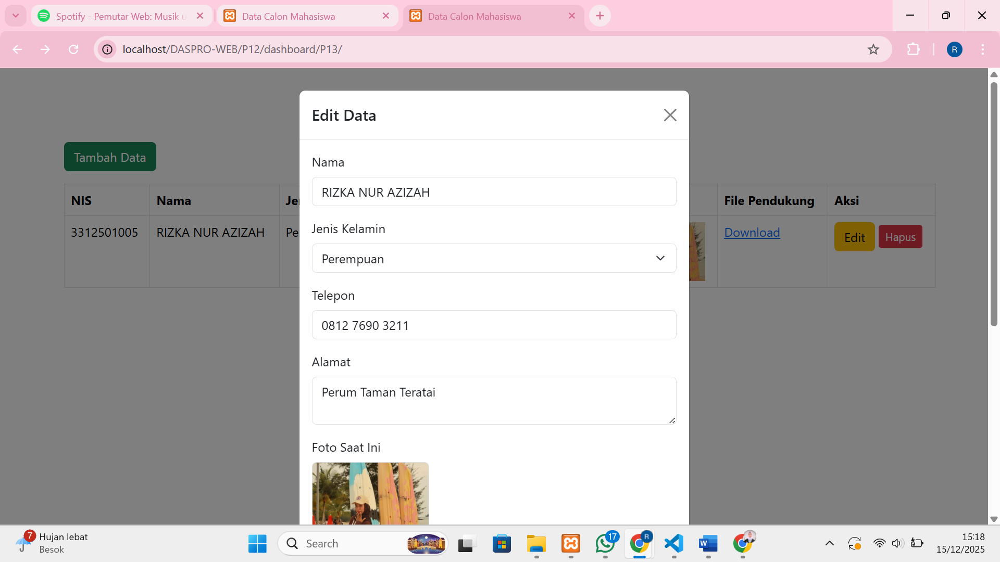 Spotify - Pemutar Web: Musik u
Data Calon Mahasiswa
Data Calon Mahasiswa
localhost/DASPRO-WEB/P12/dashboard/P13/
R
Edit Data
Tambah Data
Nama
RIZKA NUR AZIZAH
NIS
Nama
Je
File Pendukung
Aksi
3312501005
RIZKA NUR AZIZAH
Pe
Download
Edit
Hapus
Jenis Kelamin
Perempuan
Telepon
0812 7690 3211
Alamat
Perum Taman Teratai
Foto Saat Ini
7
Hujan lebat
Besok
Search
17
R
W
15:18
15/12/2025